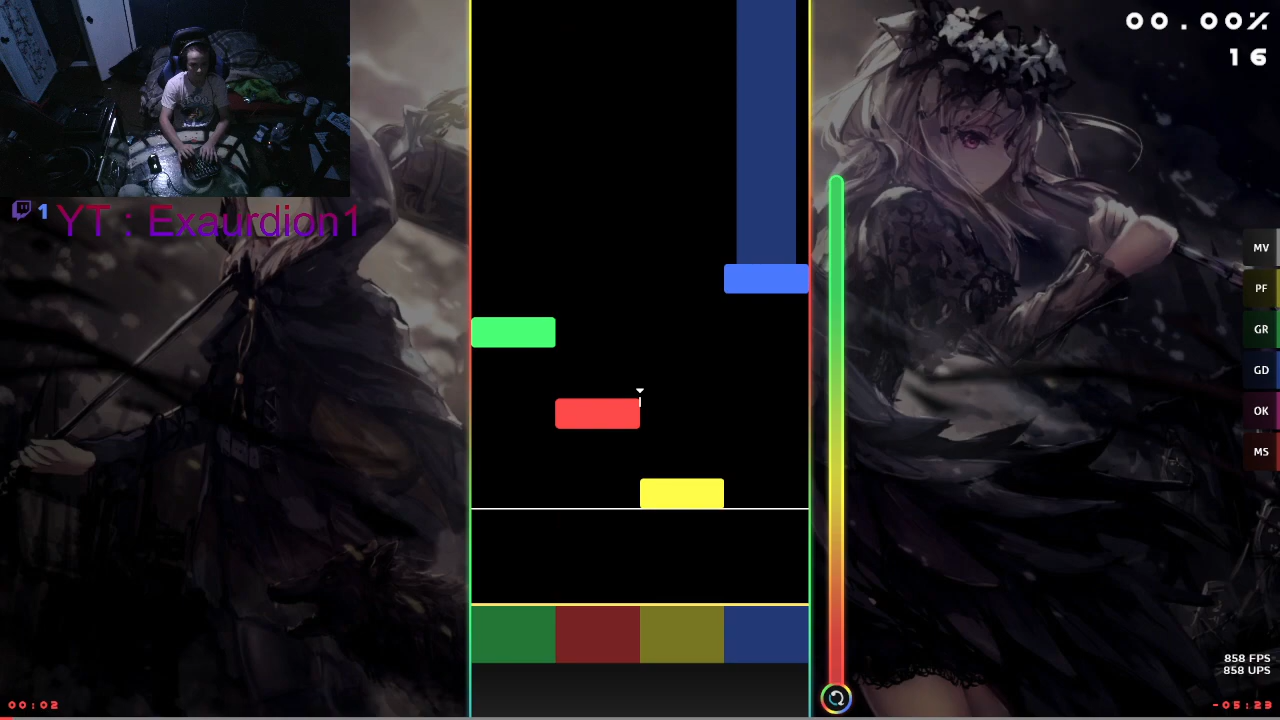 00.00%
16
1 YT : Exaurdion1
MV
PF
GR
GD
OK
MS
858 FPS
858 UPS
00:02
-05:23